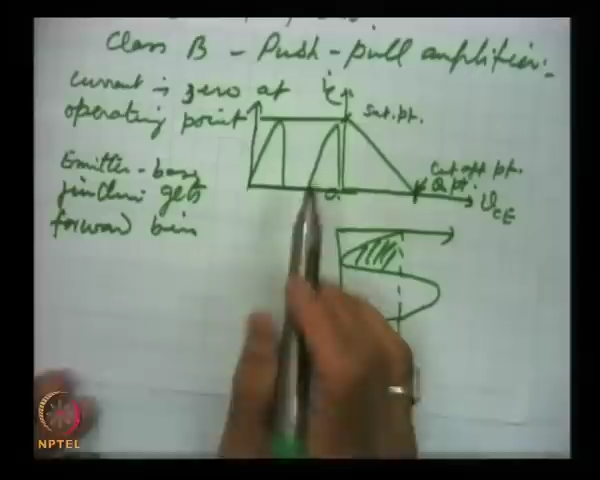 Class B - Push-pull amplifier:-
Current is zero at
operating point
Emitter-base
junction gets
forward bias
ic
Sat. pt.
Cut off pt.
Q pt.
0
VCE
NPTEL